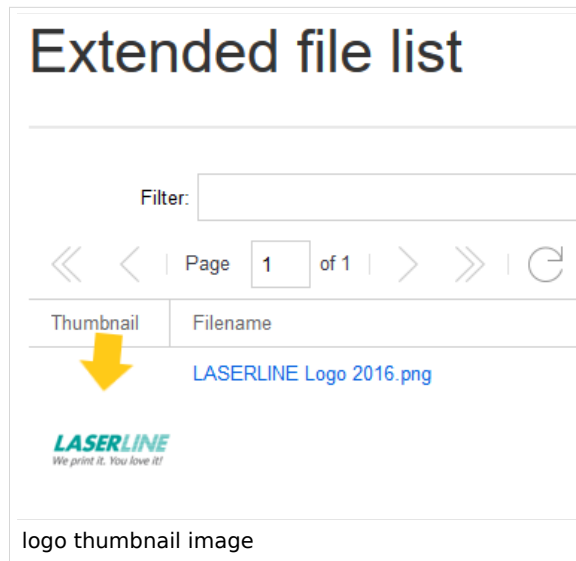 Extended file list
Filter:
Page 1 of 1
Thumbnail Filename
LASERLINE Logo 2016.png
LASERLINE
We print it. You love it!
logo thumbnail image